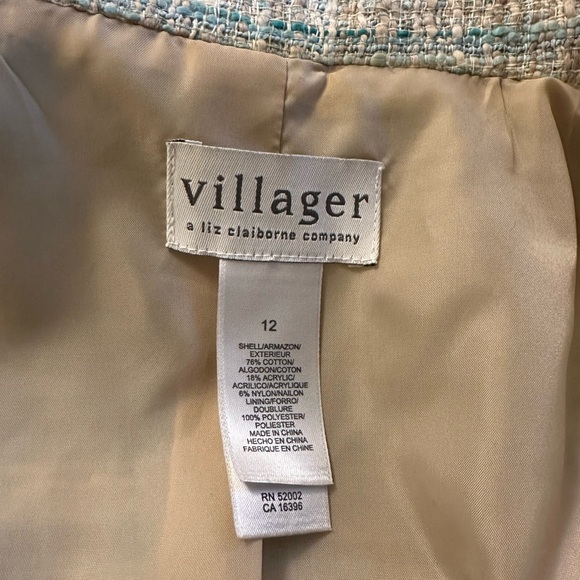 villager
a liz claiborne company
12
SHELL/ARMAZON/
EXTERIEUR
76% COTTON/
ALGODON/COTON
18% ACRYLIC/
ACRILICO/ACRYLIQUE
6% NYLON/NAILON
LINING/FORRO/
DOUBLURE
100% POLYESTER/
POLIESTER
MADE IN CHINA
HECHO EN CHINA
FABRIQUE EN CHINE
RN 52002
CA 16396